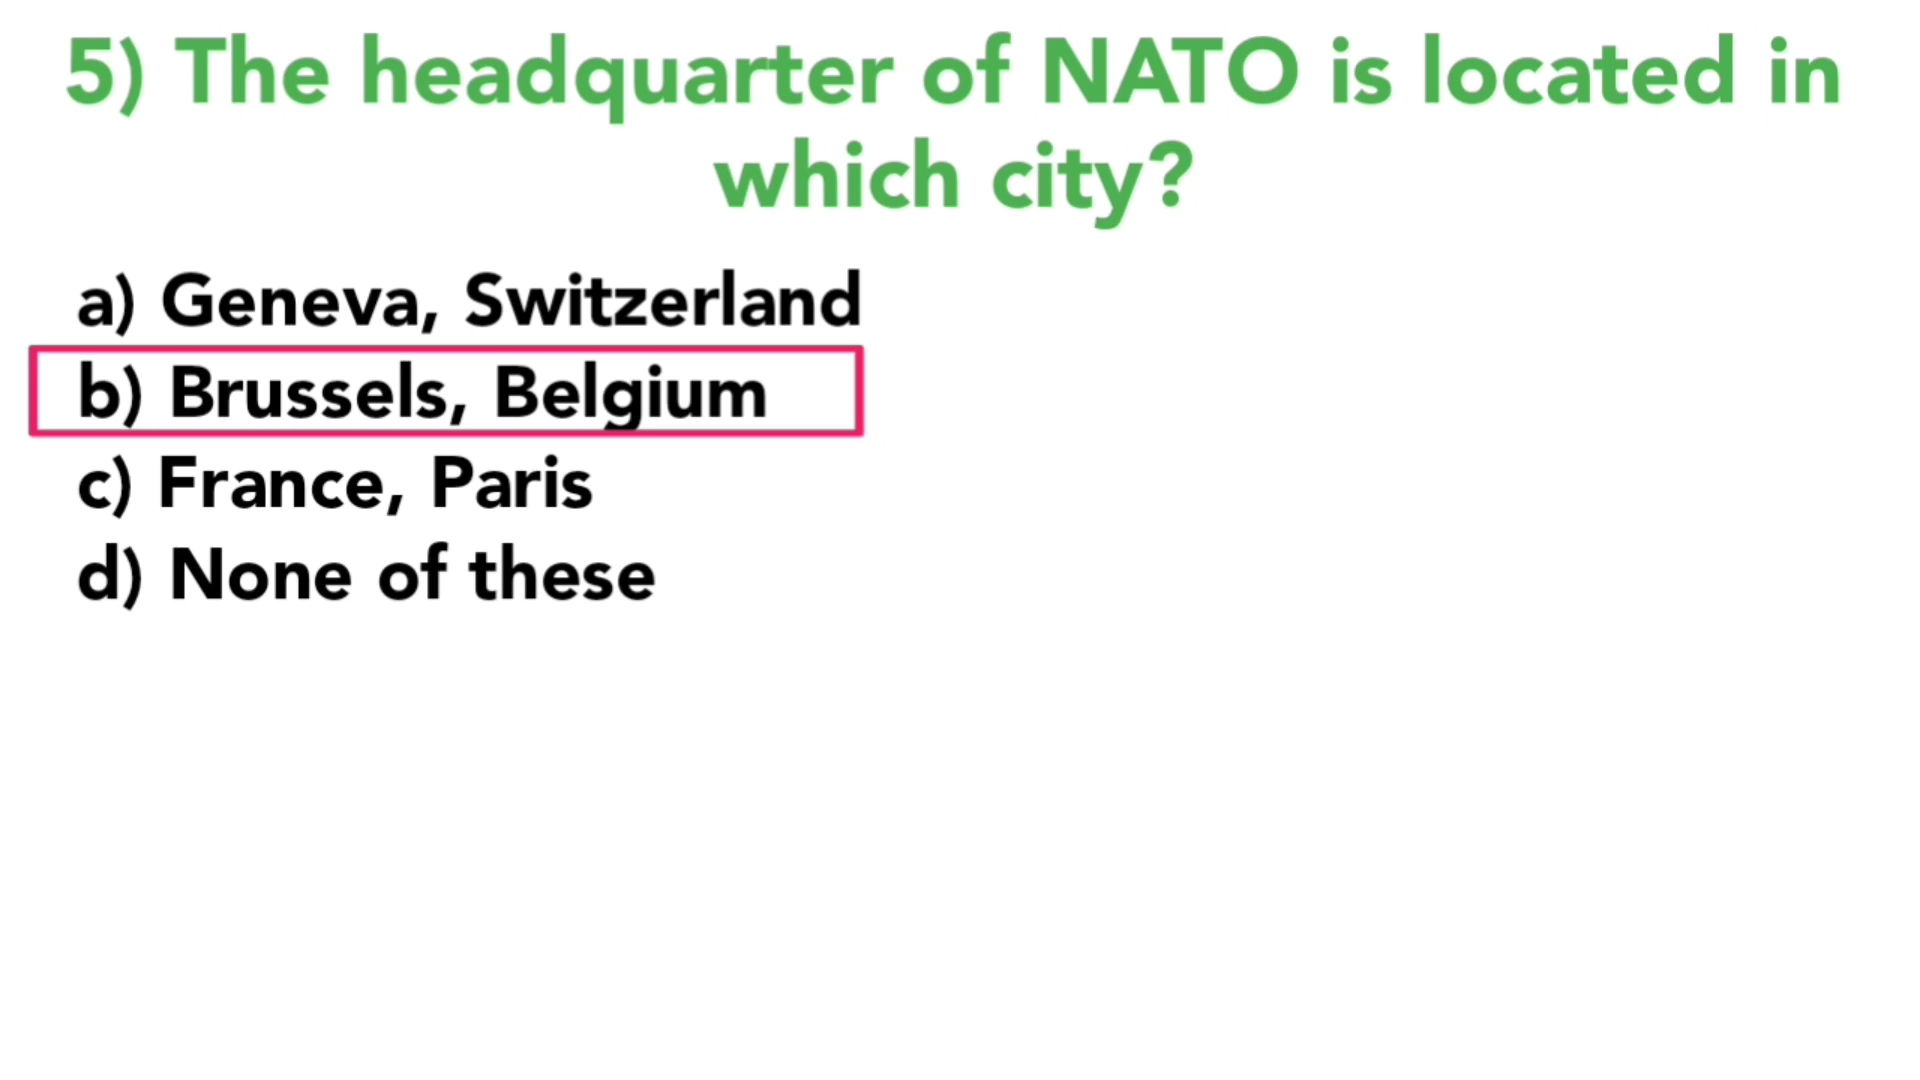 5) The headquarter of NATO is located in
which city?
a) Geneva, Switzerland
b) Brussels, Belgium
c) France, Paris
d) None of these